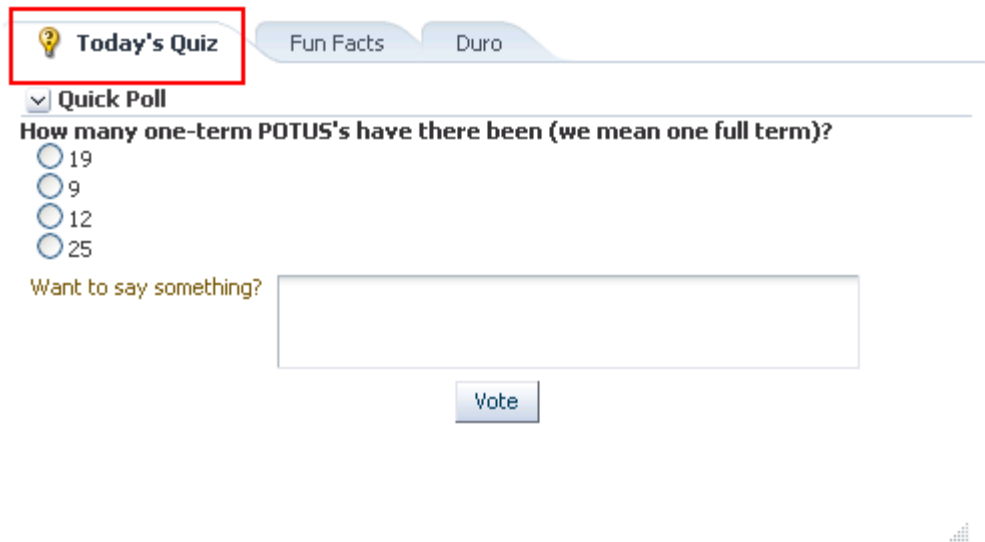 Today's Quiz Fun Facts Duro
Quick Poll
How many one-term POTUS's have there been (we mean one full term)?
19
9
12
25
Want to say something?
Vote